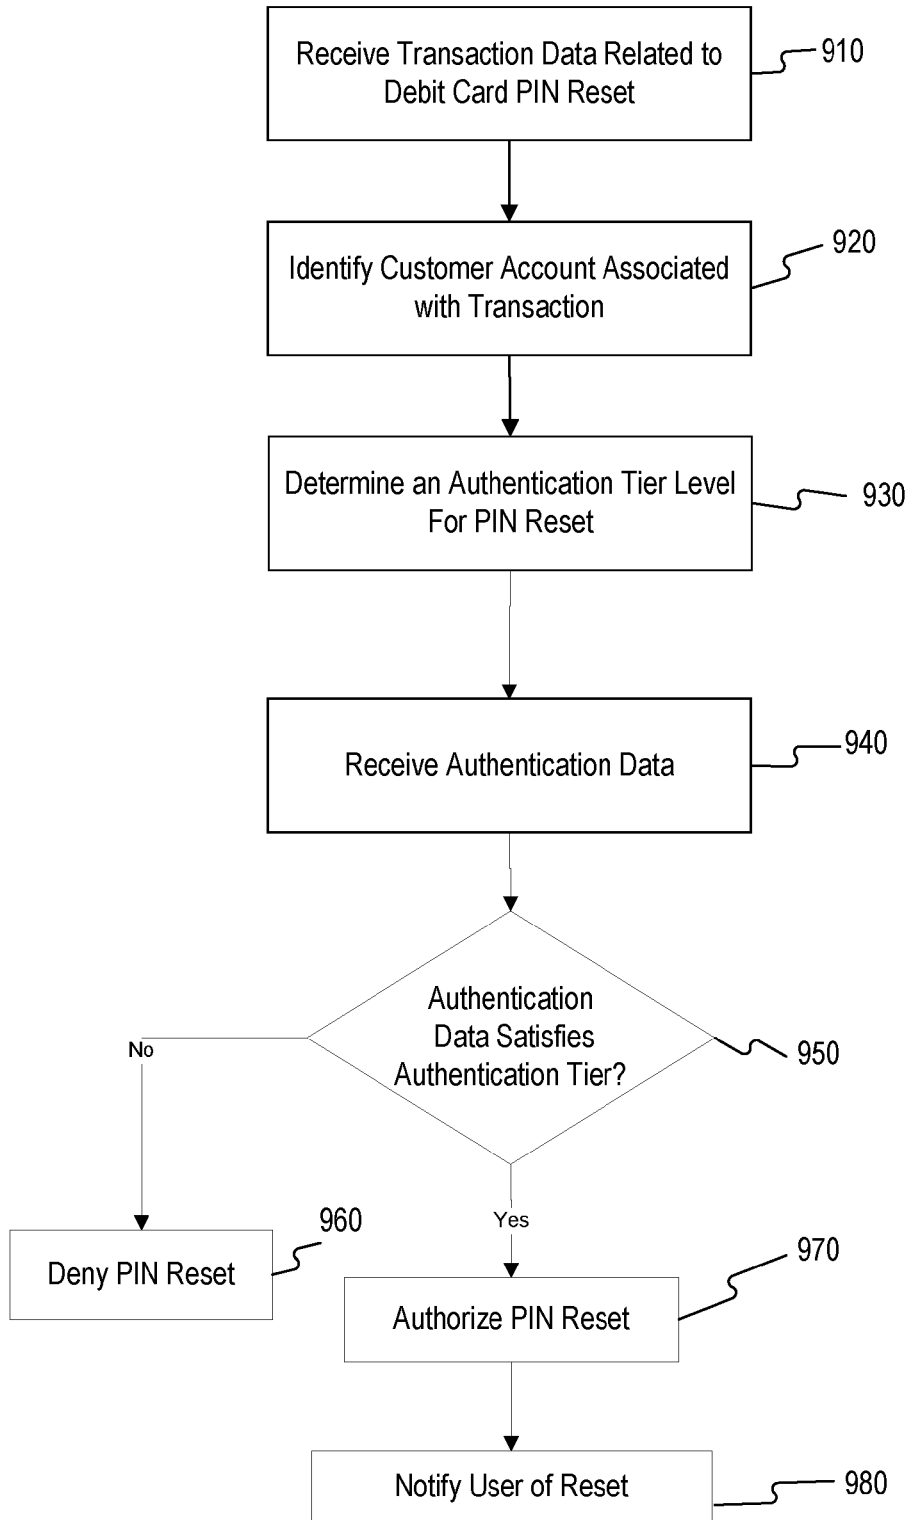 Receive Transaction Data Related to
Debit Card PIN Reset
910
Identify Customer Account Associated
with Transaction
920
Determine an Authentication Tier Level
For PIN Reset
930
Receive Authentication Data
940
Authentication
Data Satisfies
Authentication Tier?
950
No
Yes
Deny PIN Reset
960
Authorize PIN Reset
970
Notify User of Reset
980